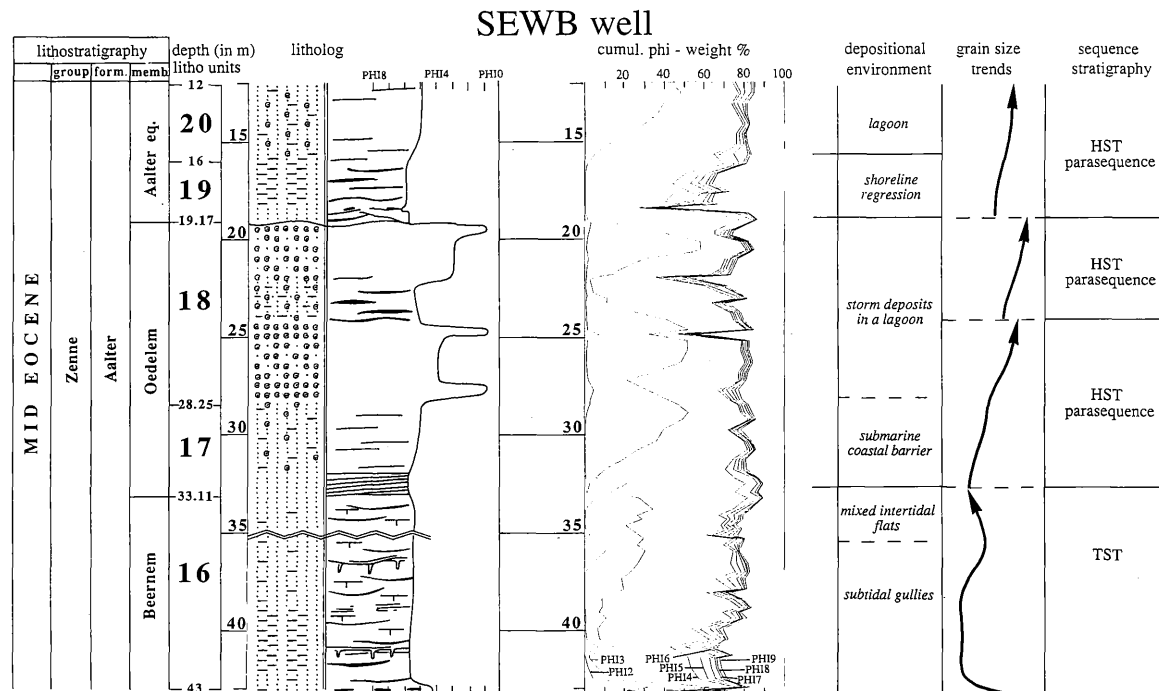 SEWB well
lithostratigraphy
group form. memb.
depth (in m)
litho units
litholog
PHI8 PHI4 PHI0
cumul. phi - weight %
20 40 60 80 100
depositional
environment
grain size
trends
sequence
stratigraphy
MID EOCENE
Zenne
Aalter
Aalter eq.
Oedelem
Beernem
12
20
16
19
19.17
18
28.25
17
33.11
16
43
15
20
25
30
35
40
15
20
25
30
35
40
PHI3
PHI2
PHI6
PHI5
PHI4
PHI9
PHI8
PHI7
lagoon
shoreline
regression
storm deposits
in a lagoon
submarine
coastal barrier
mixed intertidal
flats
subtidal gullies
HST
parasequence
HST
parasequence
HST
parasequence
TST